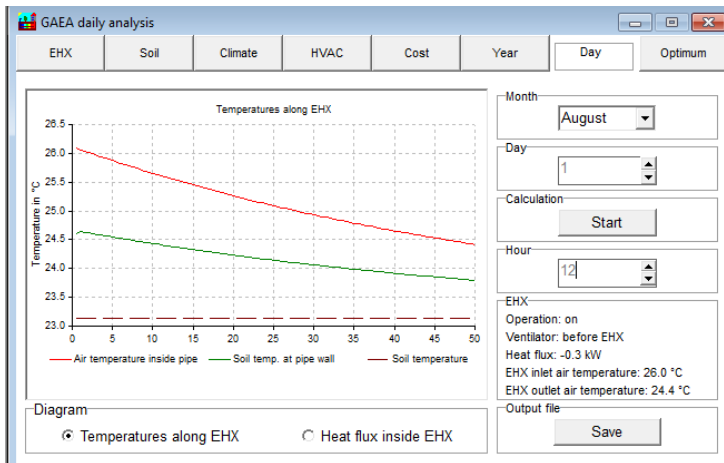 GAEA daily analysis
EHX Soil Climate HVAC Cost Year Day Optimum
Temperatures along EHX
Temperature in °C
26.5
26.0
25.5
25.0
24.5
24.0
23.5
23.0
0 5 10 15 20 25 30 35 40 45 50
Air temperature inside pipe Soil temp. at pipe wall Soil temperature
Diagram
Temperatures along EHX Heat flux inside EHX
Month
August
Day
1
Calculation
Start
Hour
12
EHX
Operation: on
Ventilator: before EHX
Heat flux: -0.3 kW
EHX inlet air temperature: 26.0 °C
EHX outlet air temperature: 24.4 °C
Output file
Save